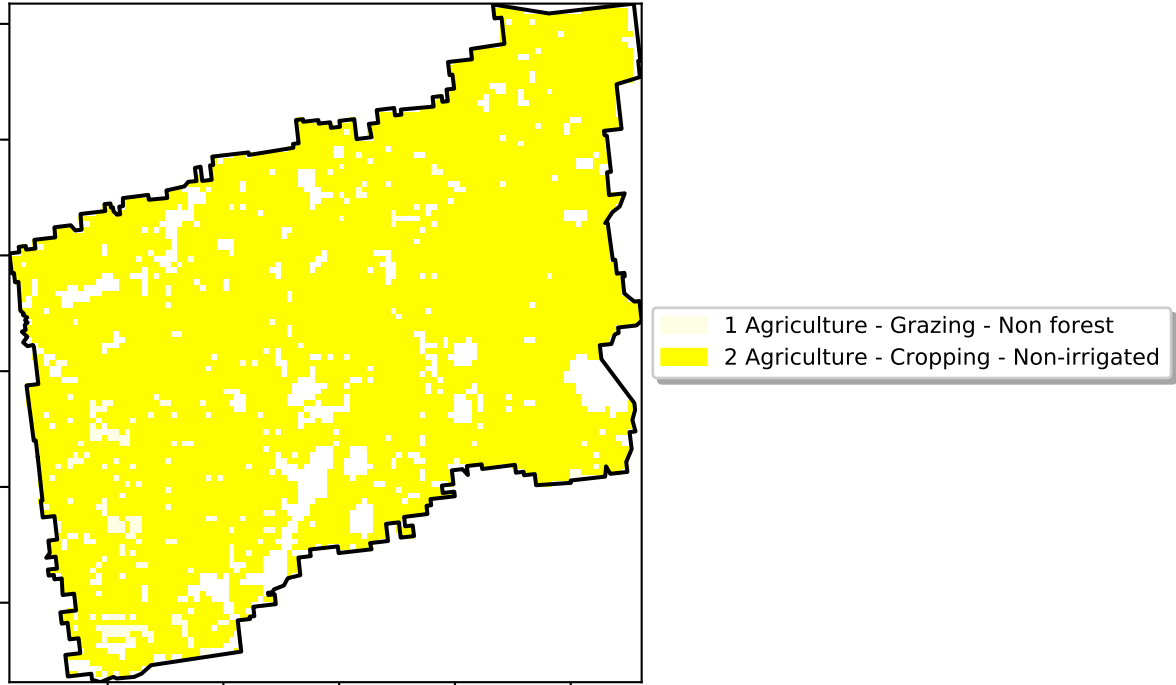 1 Agriculture - Grazing - Non forest
2 Agriculture - Cropping - Non-irrigated